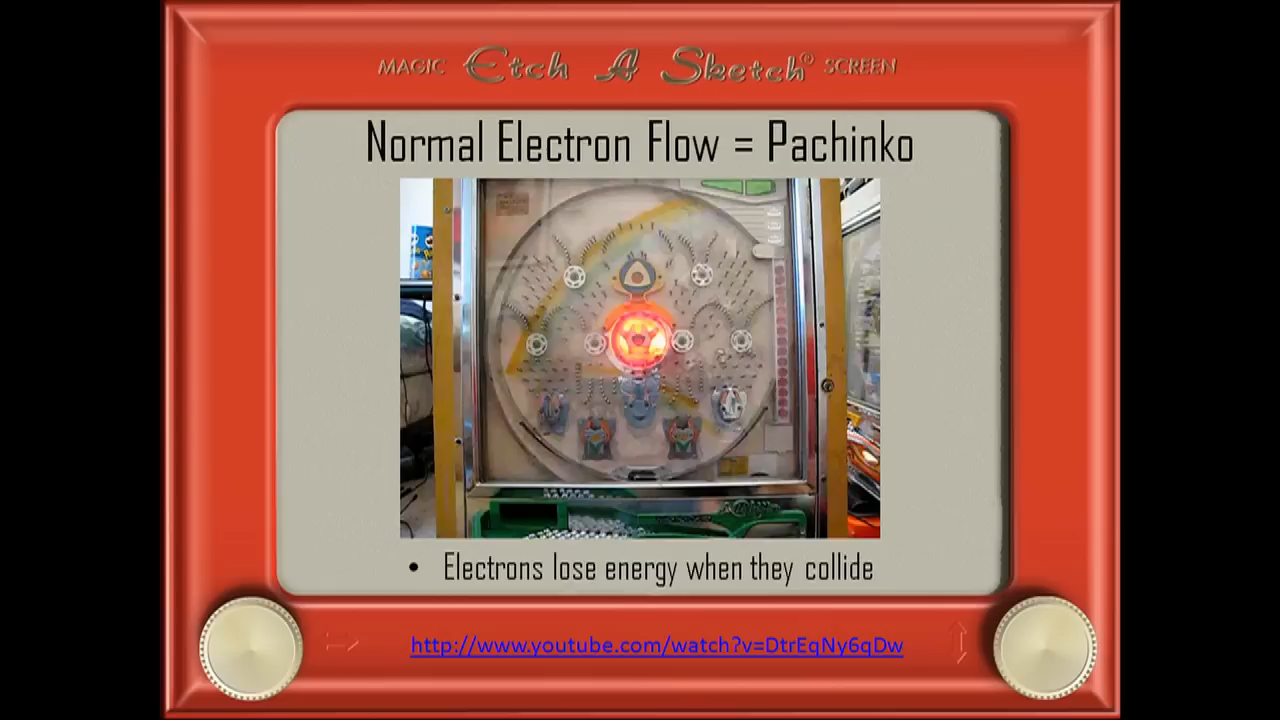 MAGIC Etch A Sketch® SCREEN
Normal Electron Flow = Pachinko
• Electrons lose energy when they collide
http://www.youtube.com/watch?v=DtrEqNy6qDw